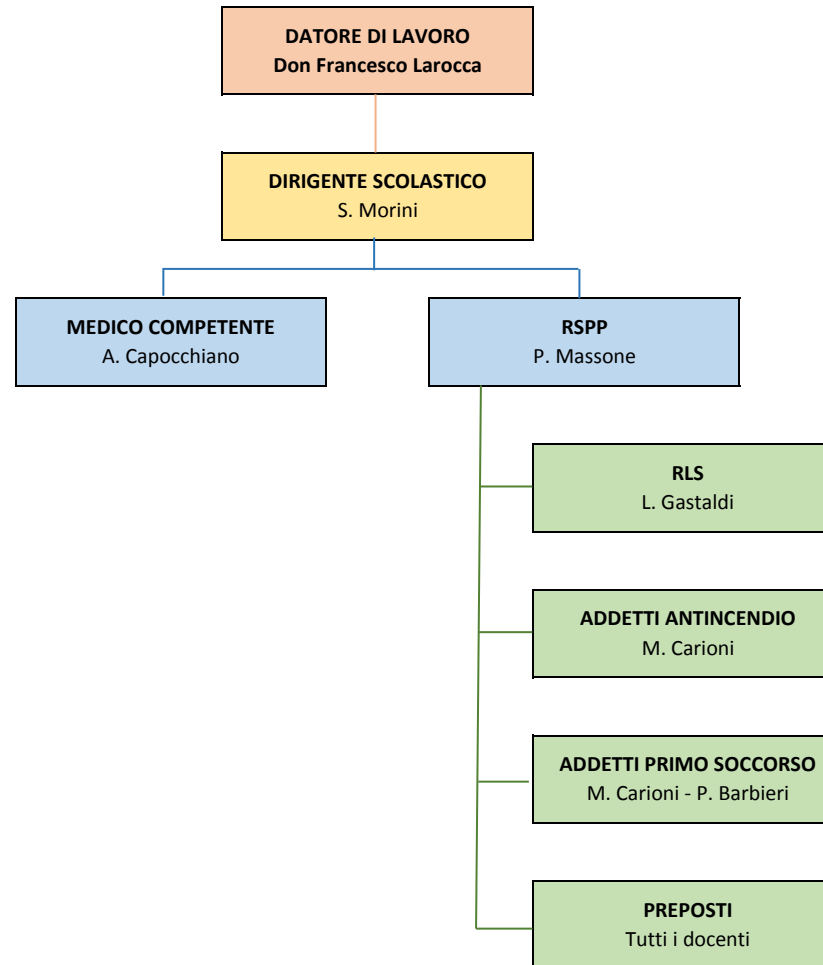 DATORE DI LAVORO
Don Francesco Larocca
DIRIGENTE SCOLASTICO
S. Morini
MEDICO COMPETENTE
A. Capocchiano
RSPP
P. Massone
RLS
L. Gastaldi
ADDETTI ANTINCENDIO
M. Carioni
ADDETTI PRIMO SOCCORSO
M. Carioni - P. Barbieri
PREPOSTI
Tutti i docenti